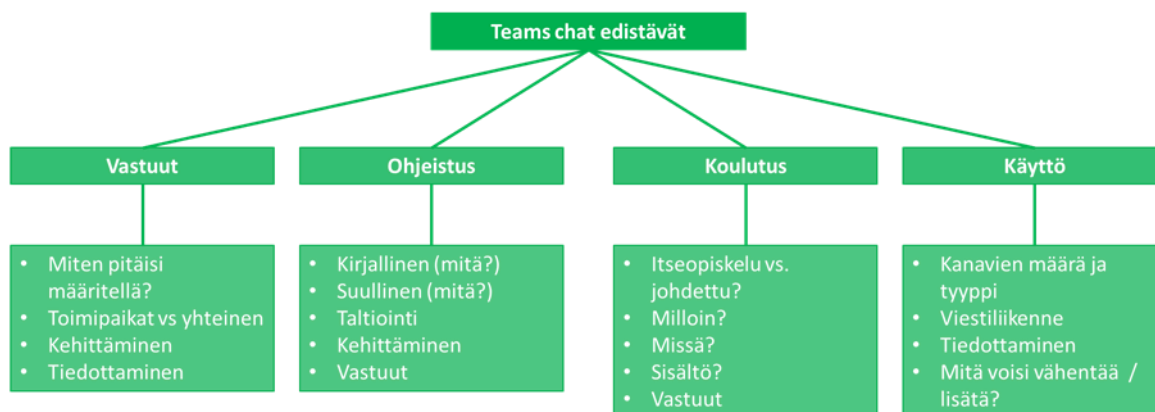 Teams chat edistävät
Vastuut
Ohjeistus
Koulutus
Käyttö
• Miten pitäisi
määritellä?
• Toimipaikat vs yhteinen
• Kehittäminen
• Tiedottaminen
• Kirjallinen (mitä?)
• Suullinen (mitä?)
• Taltiointi
• Kehittäminen
• Vastuut
• Itseopiskelu vs.
johdettu?
• Milloin?
• Missä?
• Sisältö?
• Vastuut
• Kanavien määrä ja
tyyppi
• Viestiliikenne
• Tiedottaminen
• Mitä voisi vähentää /
lisätä?